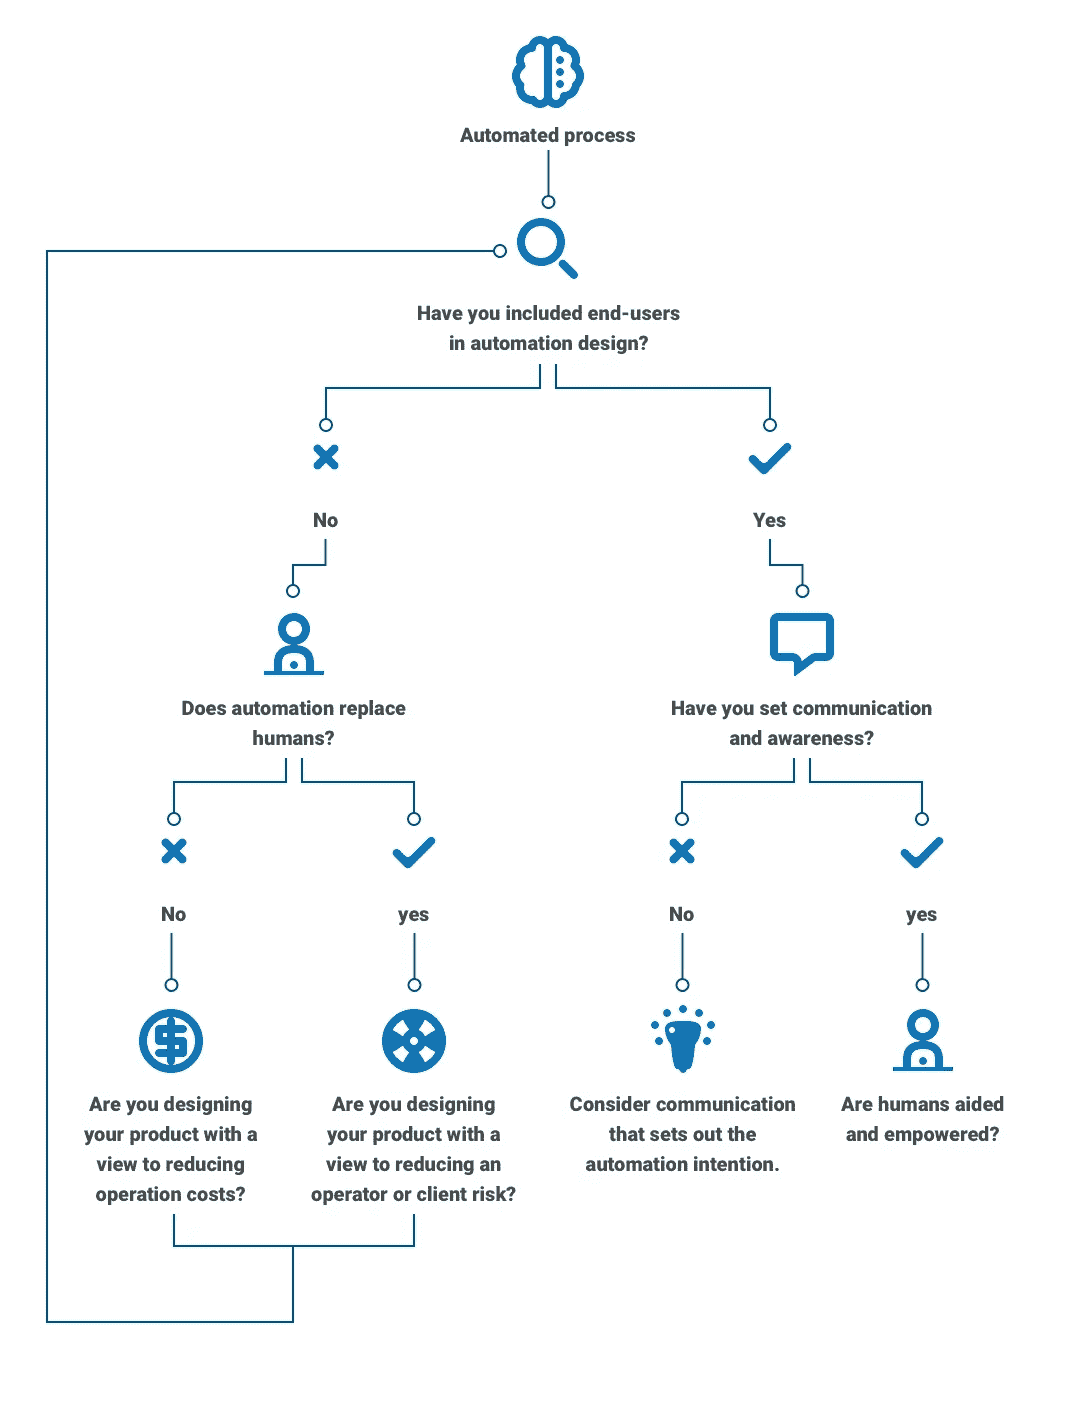 Automated process
Have you included end-users
in automation design?
No
Yes
Does automation replace
humans?
Have you set communication
and awareness?
No
yes
No
yes
Are you designing
your product with a
view to reducing
operation costs?
Are you designing
your product with a
view to reducing an
operator or client risk?
Consider communication
that sets out the
automation intention.
Are humans aided
and empowered?